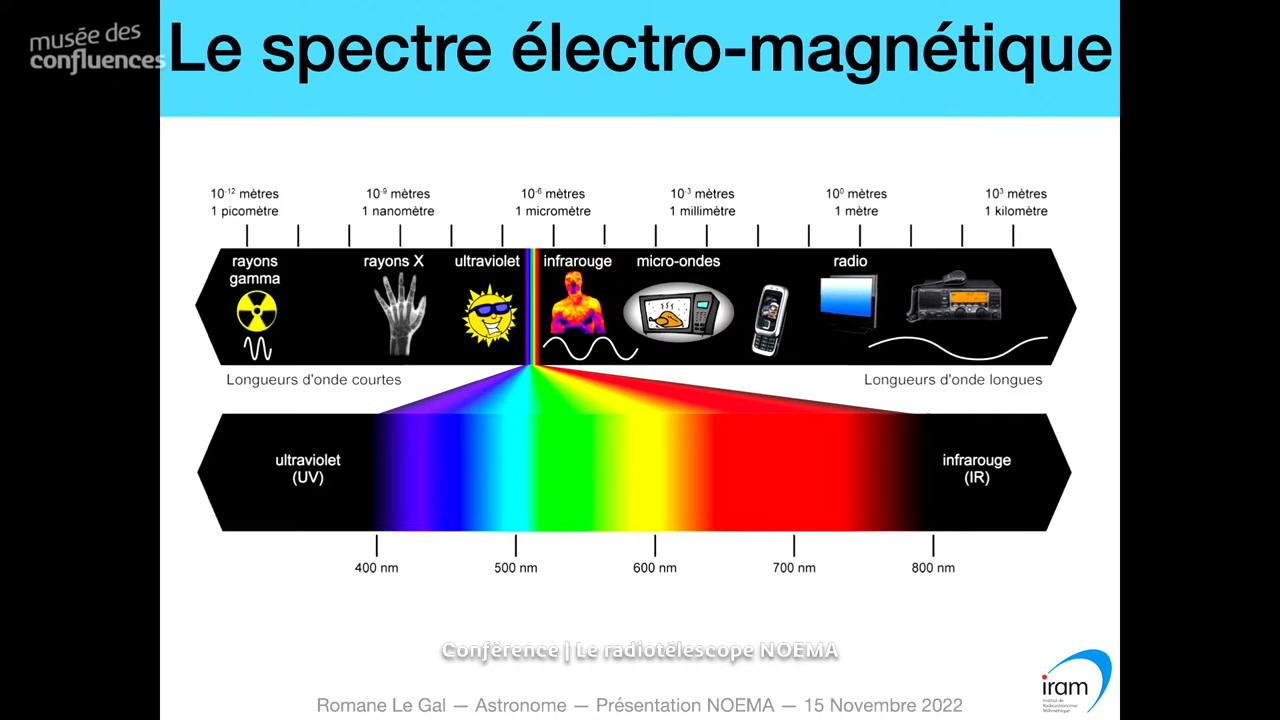 musée des
confluences
Le spectre électro-magnétique
10⁻¹² mètres
1 picomètre
10⁻⁹ mètres
1 nanomètre
10⁻⁶ mètres
1 micromètre
10⁻³ mètres
1 millimètre
10⁰ mètres
1 mètre
10³ mètres
1 kilomètre
rayons
gamma
rayons X
ultraviolet
infrarouge
micro-ondes
radio
Longueurs d'onde courtes
Longueurs d'onde longues
ultraviolet
(UV)
infrarouge
(IR)
400 nm
500 nm
600 nm
700 nm
800 nm
Conférence | Le radiotélescope NOEMA
Romane Le Gal — Astronome — Présentation NOEMA — 15 Novembre 2022
iram
Institut de
Radioastronomie
Millimétrique